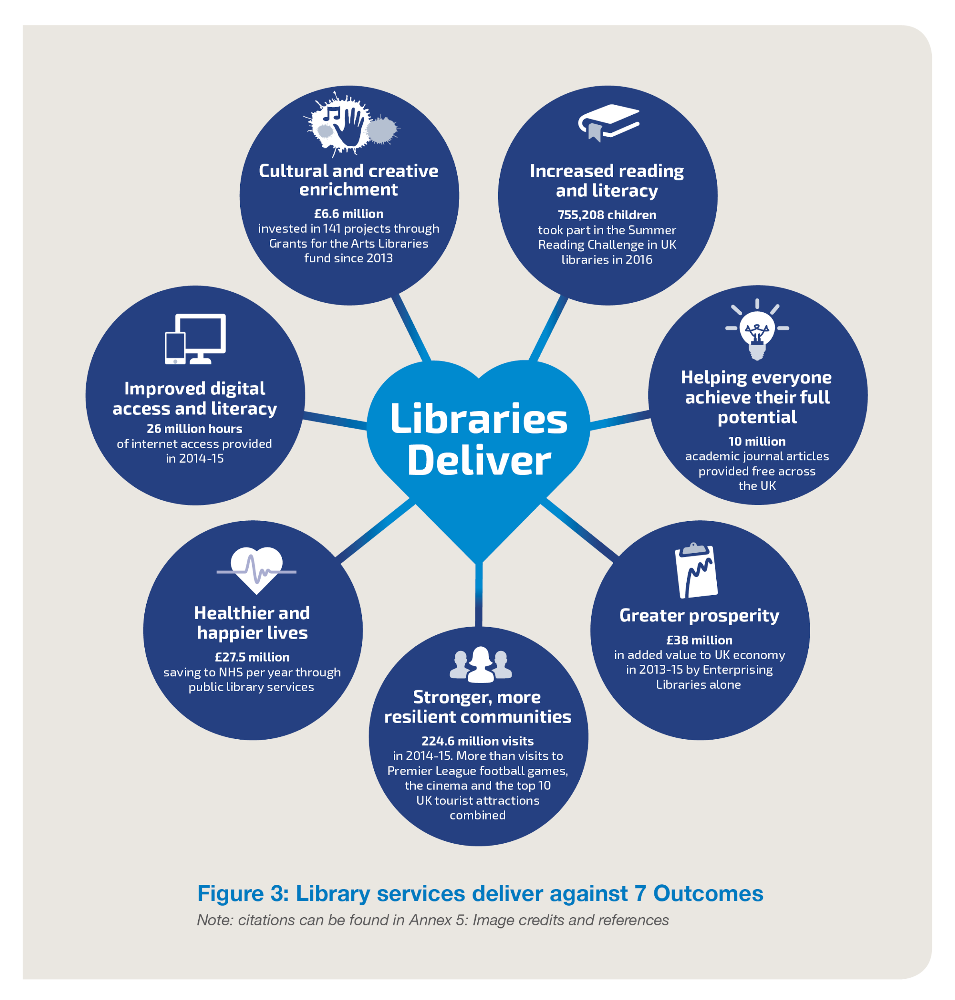 Cultural and creative
enrichment
£6.6 million
invested in 141 projects through
Grants for the Arts Libraries
fund since 2013
Increased reading
and literacy
755,208 children
took part in the Summer
Reading Challenge in UK
libraries in 2016
Improved digital
access and literacy
26 million hours
of internet access provided
in 2014-15
Libraries
Deliver
Helping everyone
achieve their full
potential
10 million
academic journal articles
provided free across
the UK
Healthier and
happier lives
£27.5 million
saving to NHS per year through
public library services
Greater prosperity
£38 million
in added value to UK economy
in 2013-15 by Enterprising
Libraries alone
Stronger, more
resilient communities
224.6 million visits
in 2014-15. More than visits to
Premier League football games,
the cinema and the top 10
UK tourist attractions
combined
Figure 3: Library services deliver against 7 Outcomes
Note: citations can be found in Annex 5: Image credits and references